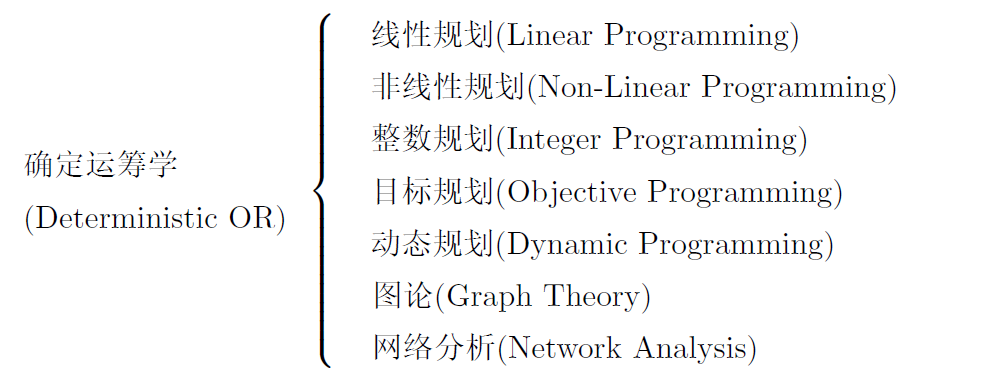 确定运筹学
(Deterministic OR)
线性规划(Linear Programming)
非线性规划(Non-Linear Programming)
整数规划(Integer Programming)
目标规划(Objective Programming)
动态规划(Dynamic Programming)
图论(Graph Theory)
网络分析(Network Analysis)